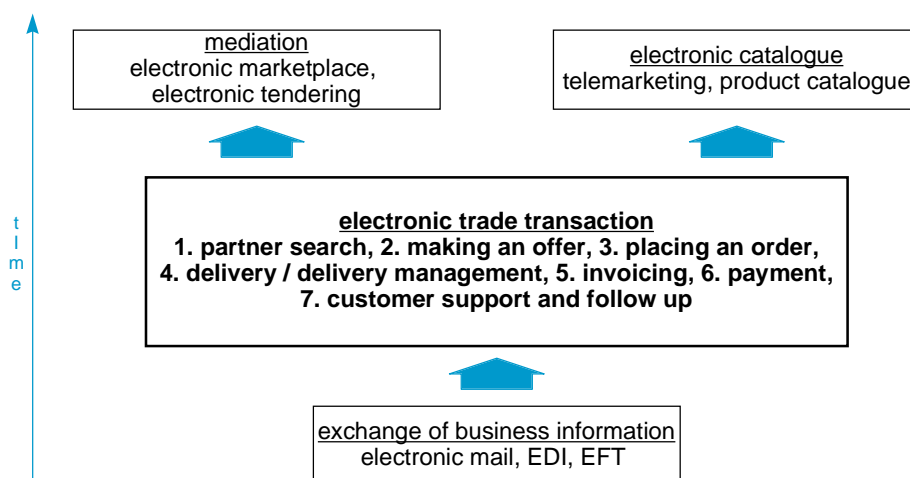 mediation
electronic marketplace,
electronic tendering
electronic catalogue
telemarketing, product catalogue
t
I
m
e
electronic trade transaction
1. partner search, 2. making an offer, 3. placing an order,
4. delivery / delivery management, 5. invoicing, 6. payment,
7. customer support and follow up
exchange of business information
electronic mail, EDI, EFT